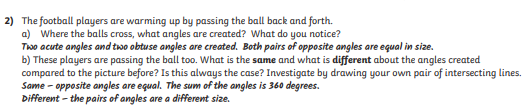 2) The football players are warming up by passing the ball back and forth.
a) Where the balls cross, what angles are created? What do you notice?
Two acute angles and two obtuse angles are created. Both pairs of opposite angles are equal in size.
b) These players are passing the ball too. What is the same and what is different about the angles created
compared to the picture before? Is this always the case? Investigate by drawing your own pair of intersecting lines.
Same – opposite angles are equal. The sum of the angles is 360 degrees.
Different – the pairs of angles are a different size.